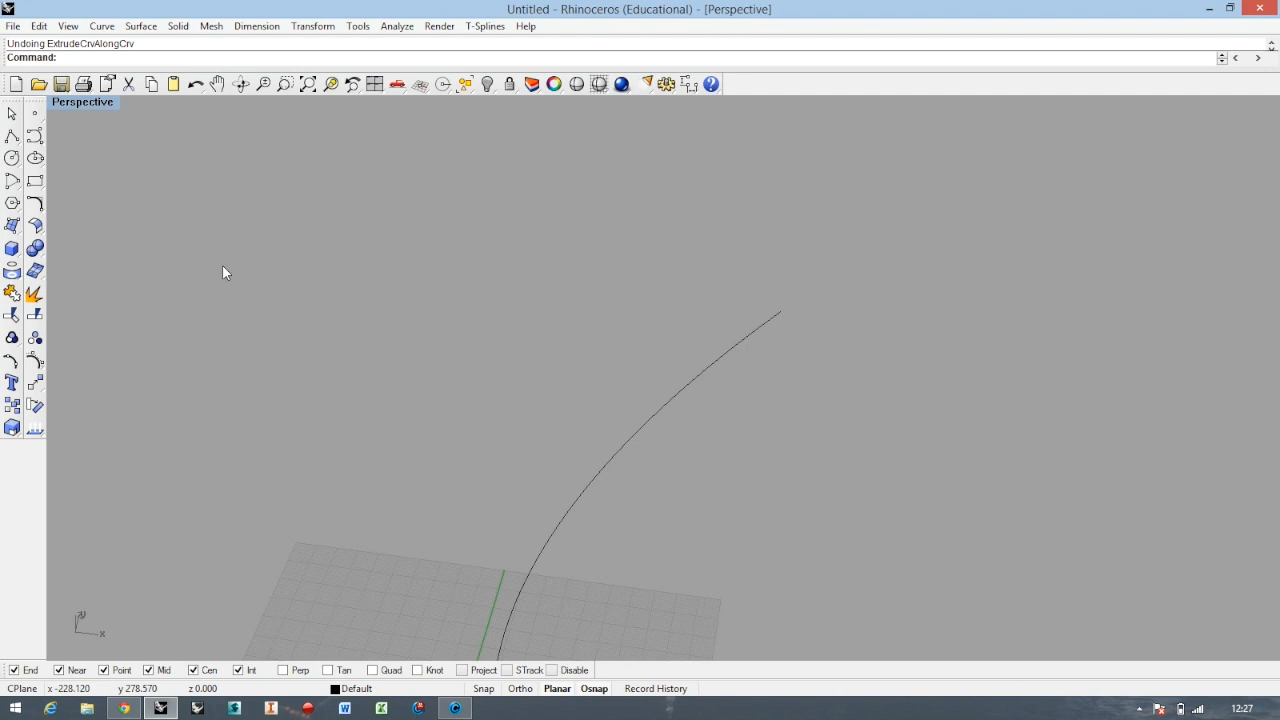 Untitled - Rhinoceros (Educational) - [Perspective]
File Edit View Curve Surface Solid Mesh Dimension Transform Tools Analyze Render T-Splines Help
Undoing ExtrudeCrvAlongCrv
Command:
Perspective
x
End Near Point Mid Cen Int Perp Tan Quad Knot Project STrack Disable
CPlane x -228.120 y 278.570 z 0.000 Default Snap Ortho Planar Osnap Record History
12:27